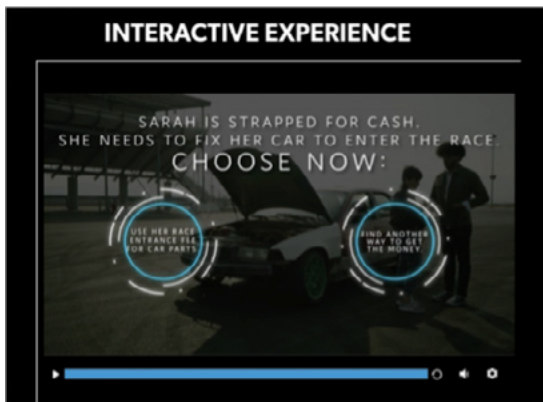 INTERACTIVE EXPERIENCE
SARAH IS STRAPPED FOR CASH.
SHE NEEDS TO FIX HER CAR TO ENTER THE RACE.
CHOOSE NOW:
USE HER RACE
ENTRANCE FEE
FOR CAR PARTS.
FIND ANOTHER
WAY TO GET
THE MONEY.